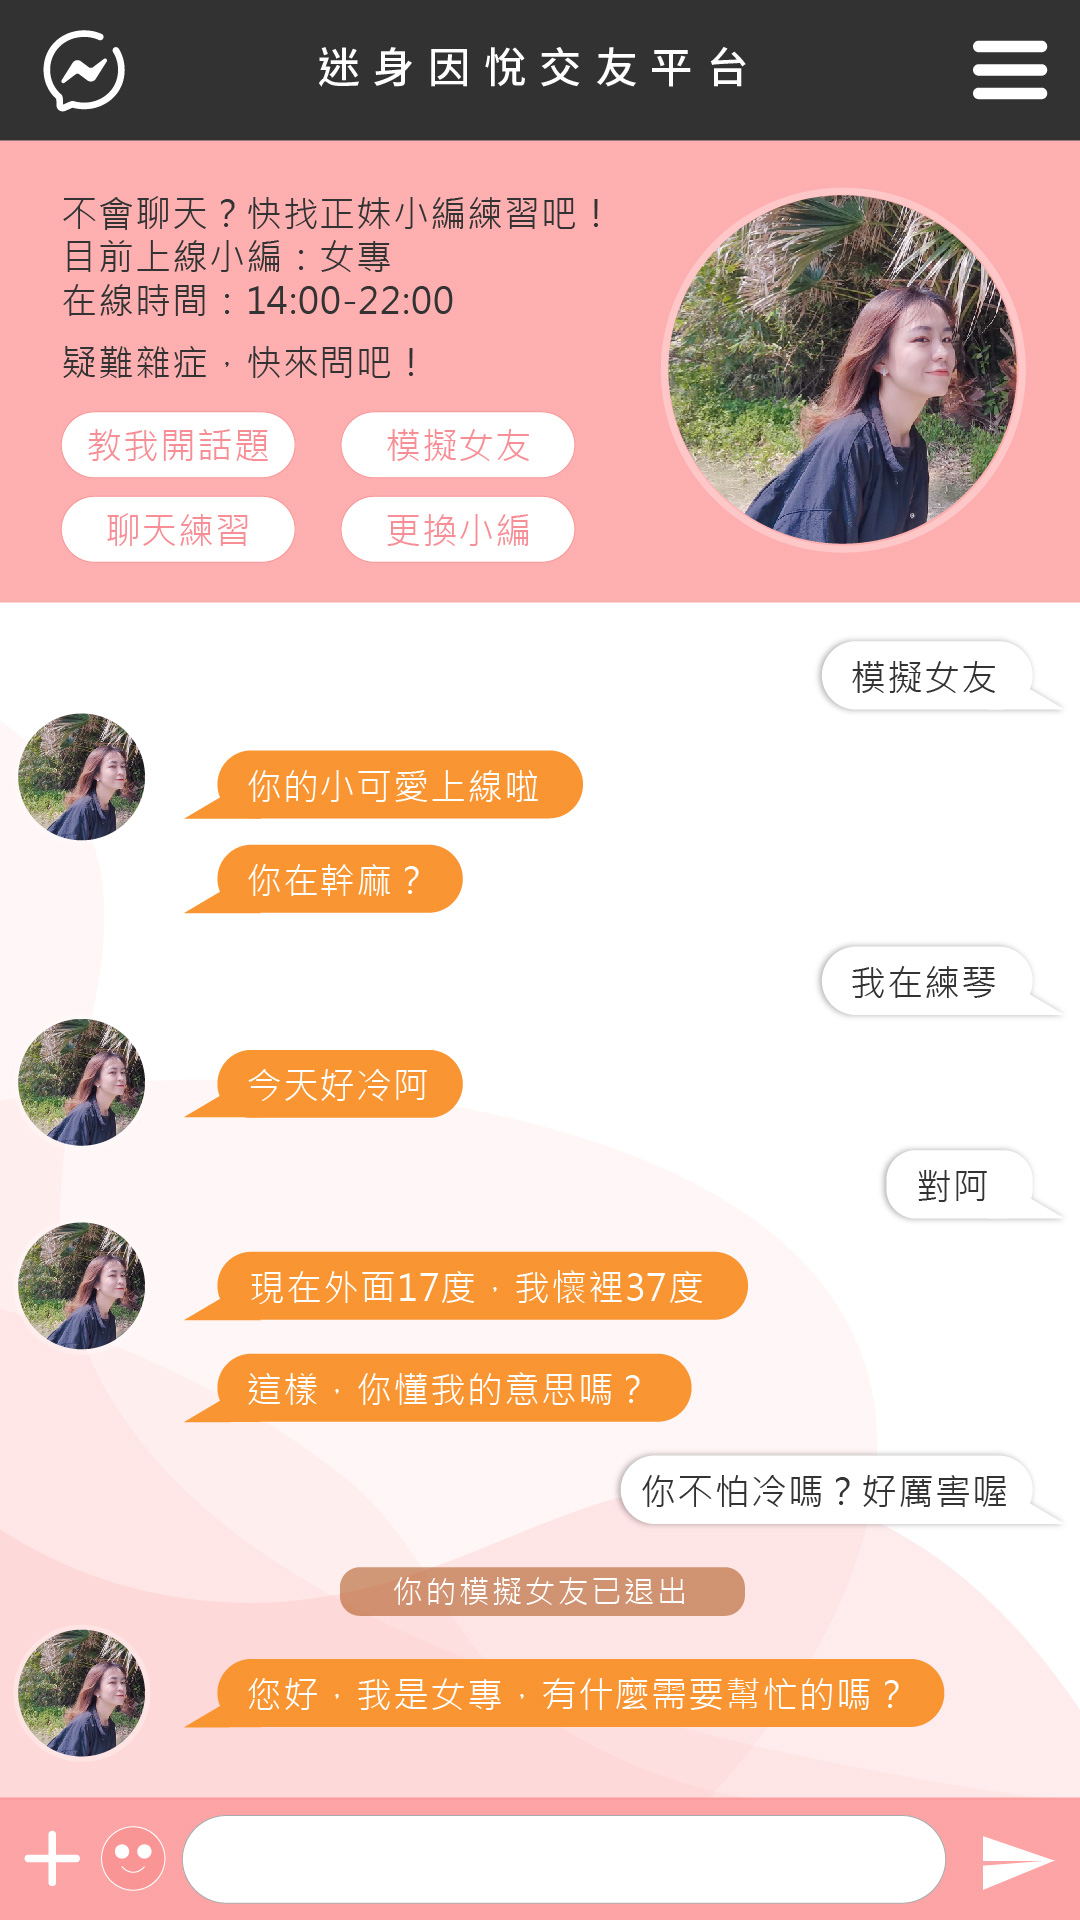 迷身因悅交友平台
不會聊天？快找正妹小編練習吧！
目前上線小編：女專
在線時間：14:00-22:00
疑難雜症，快來問吧！
教我開話題
模擬女友
聊天練習
更換小編
模擬女友
你的小可愛上線啦
你在幹麻？
我在練琴
今天好冷阿
對阿
現在外面17度，我懷裡37度
這樣，你懂我的意思嗎？
你不怕冷嗎？好厲害喔
你的模擬女友已退出
您好，我是女專，有什麼需要幫忙的嗎？